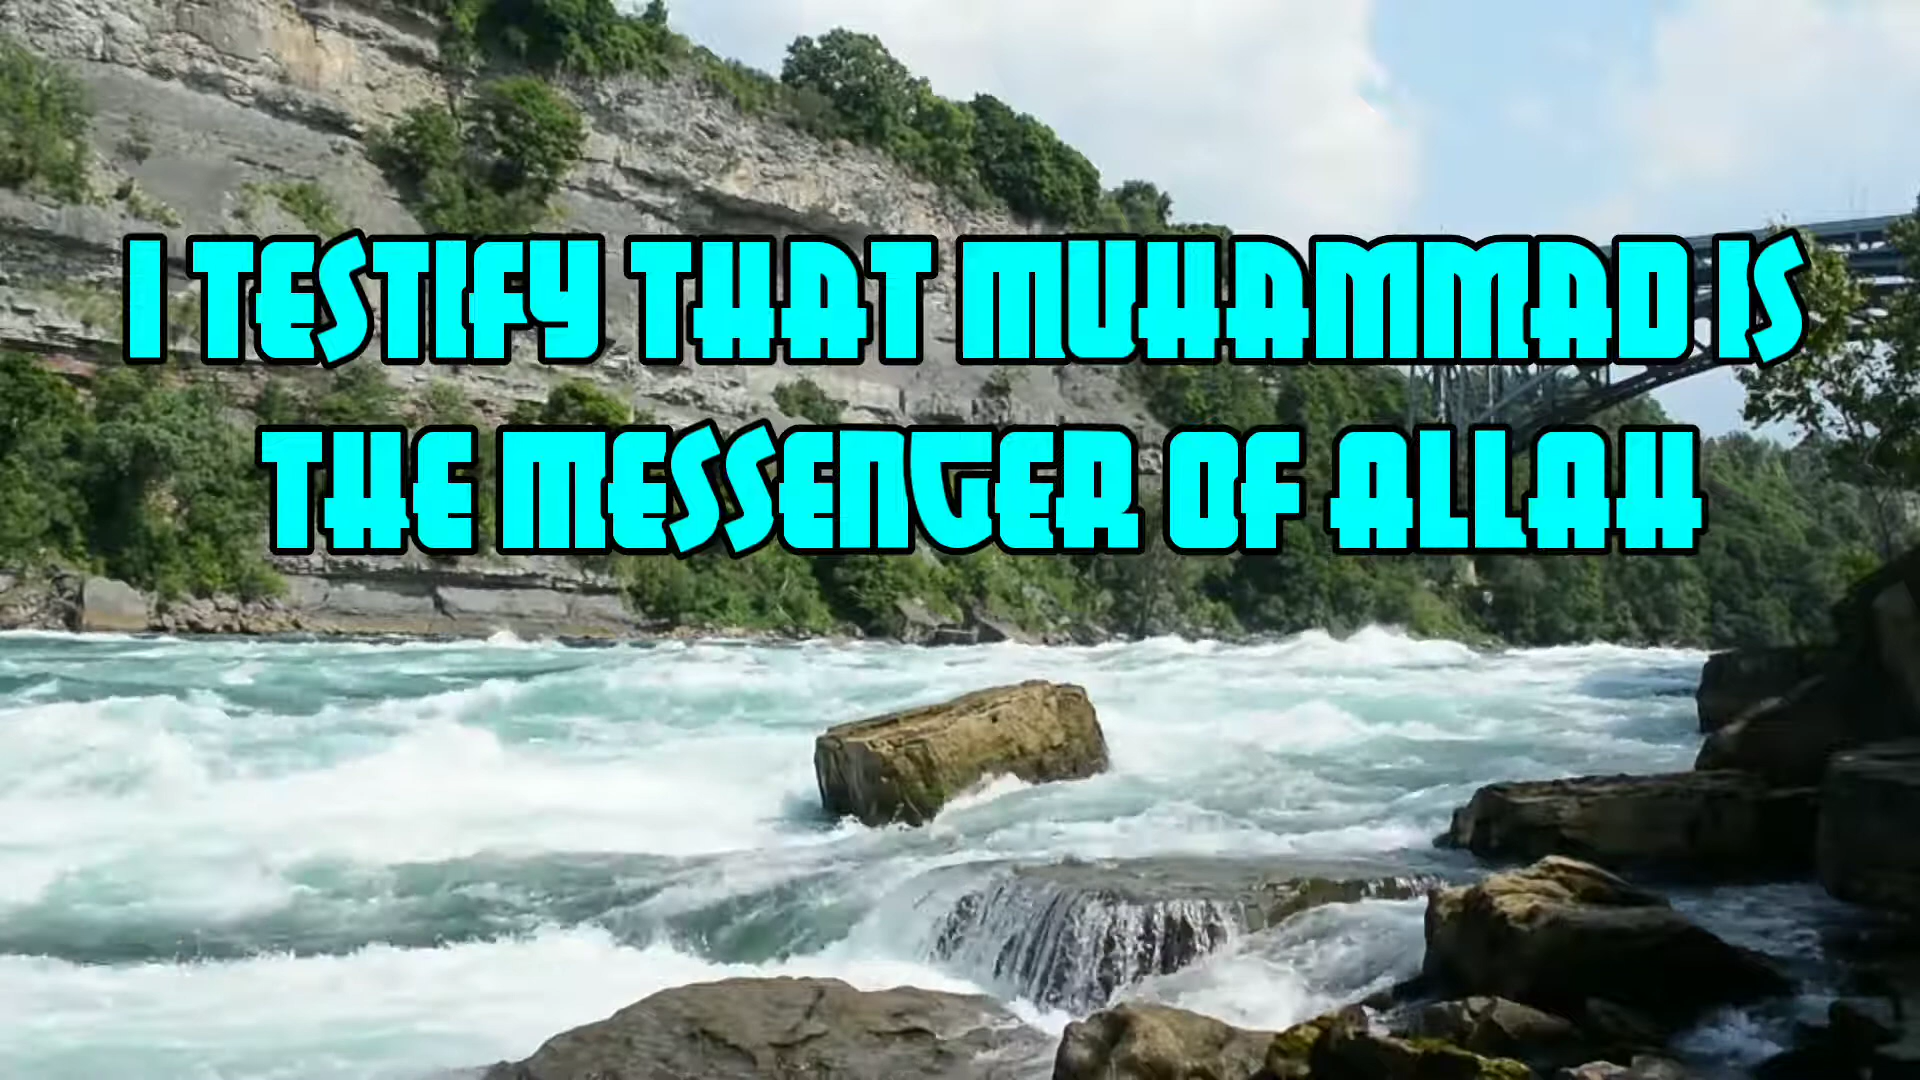 I TESTIFY THAT MUHAMMAD IS
THE MESSENGER OF ALLAH